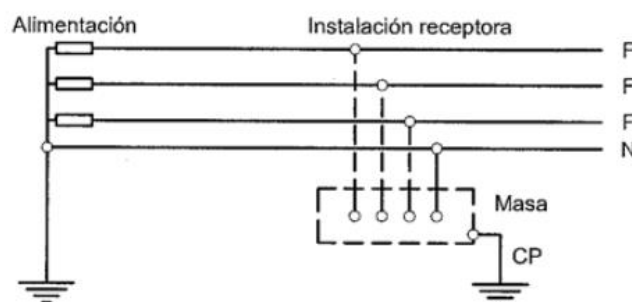 Alimentación
Instalación receptora
F
F
F
N
Masa
CP